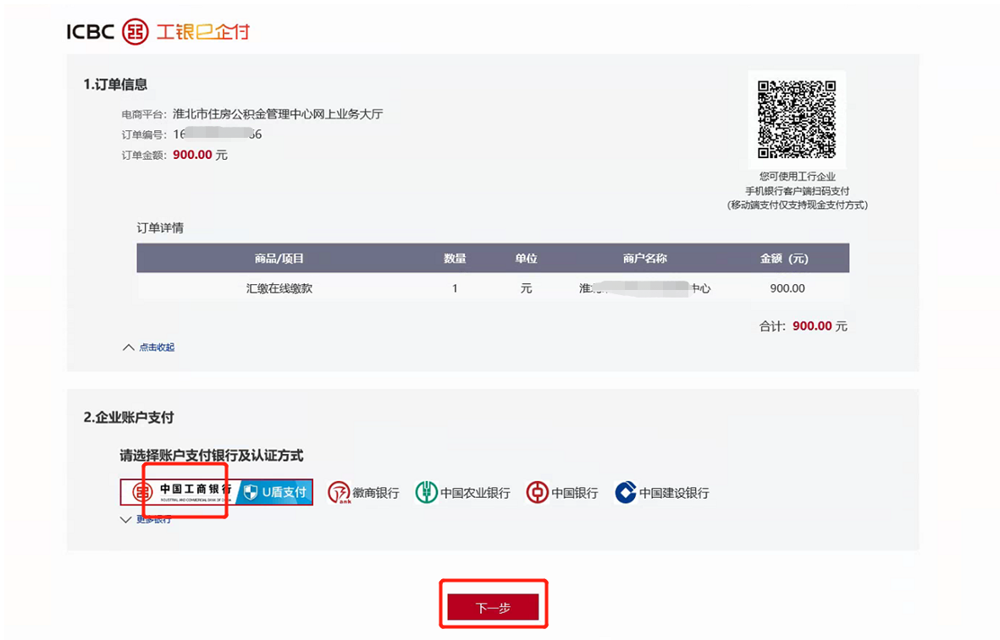 ICBC 工银e企付
1.订单信息
电商平台：淮北市住房公积金管理中心网上业务大厅
订单编号：16 66
订单金额：900.00 元
您可使用工行企业
手机银行客户端扫码支付
(移动端支付仅支持现金支付方式)
订单详情
商品/项目 数量 单位 商户名称 金额（元）
汇缴在线缴款 1 元 淮 中心 900.00
合计：900.00 元
点击收起
2.企业账户支付
请选择账户支付银行及认证方式
中国工商银行 U盾支付 徽商银行 中国农业银行 中国银行 中国建设银行
INDUSTRIAL AND COMMERCIAL BANK OF CHINA
更多银行
下一步